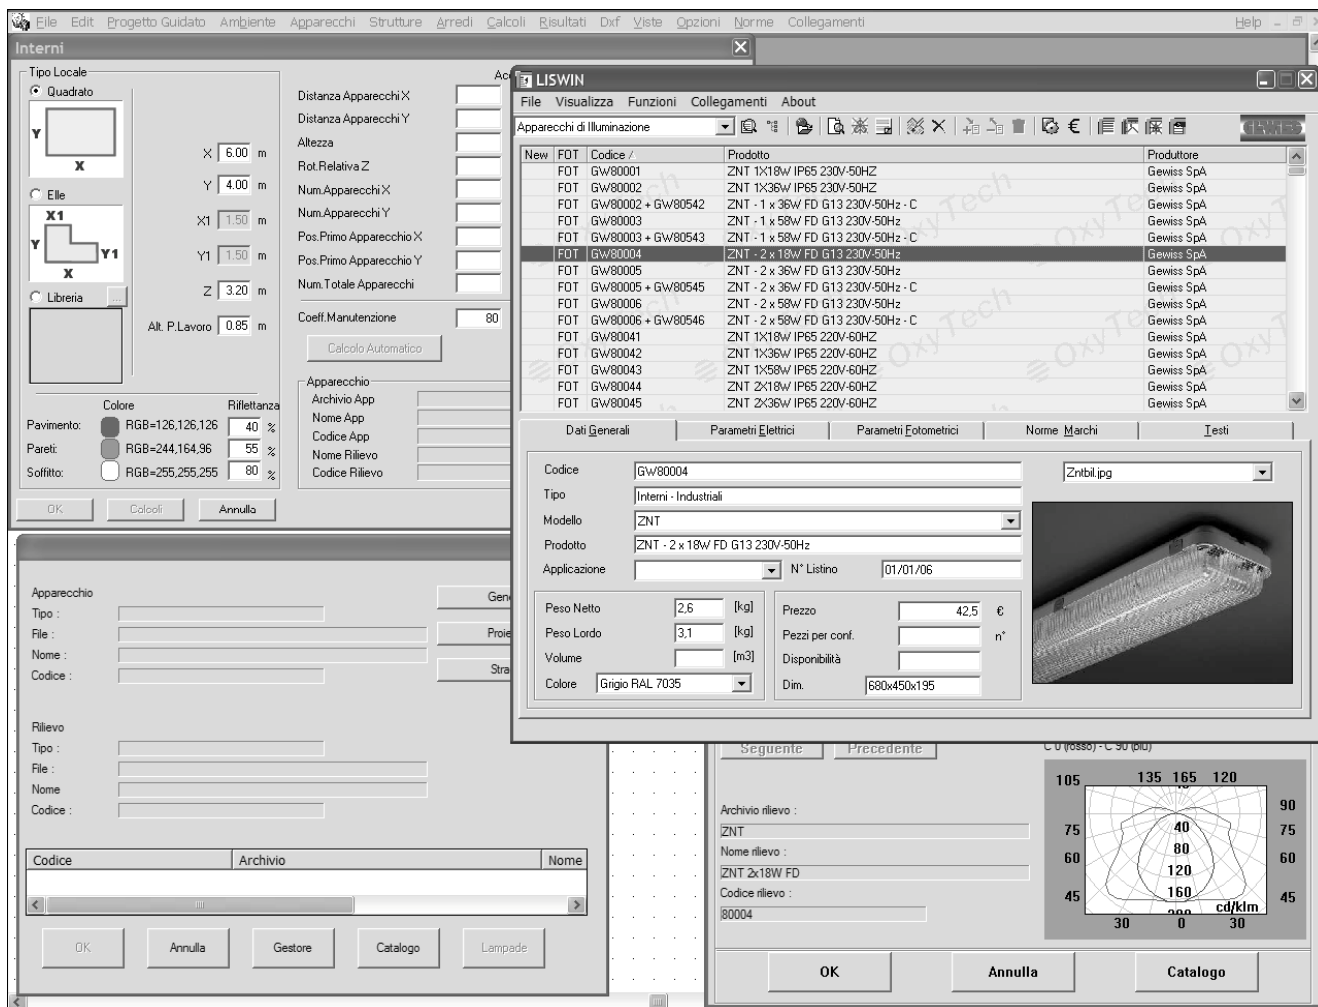 File Edit Progetto Guidato Ambiente Apparecchi Strutture Arredi Calcoli Risultati Dxf Viste Opzioni Norme Collegamenti Help
Interni
Tipo Locale
Quadrato
Y
X
Elle
X1
Y
Y1
X
Libreria ...
X 6.00 m
Y 4.00 m
X1 1.50 m
Y1 1.50 m
Z 3.20 m
Alt. P.Lavoro 0.85 m
Colore Riflettanza
Pavimento: RGB=126,126,126 40 %
Pareti: RGB=244,164,96 55 %
Soffitto: RGB=255,255,255 80 %
OK Calcoli Annulla
Distanza Apparecchi X
Distanza Apparecchi Y
Altezza
Rot.Relativa Z
Num.Apparecchi X
Num.Apparecchi Y
Pos.Primo Apparecchio X
Pos.Primo Apparecchio Y
Num.Totale Apparecchi
Coeff.Manutenzione 80
Calcolo Automatico
Apparecchio
Archivio App
Nome App
Codice App
Nome Rilievo
Codice Rilievo
LISWIN
File Visualizza Funzioni Collegamenti About
Apparecchi di Illuminazione € GEWISS
New FOT Codice Prodotto Produttore
FOT GW80001 ZNT 1X18W IP65 230V-50HZ Gewiss SpA
FOT GW80002 ZNT 1X36W IP65 230V-50HZ Gewiss SpA
FOT GW80002 + GW80542 ZNT - 1 x 36W FD G13 230V-50Hz - C Gewiss SpA
FOT GW80003 ZNT - 1 x 58W FD G13 230V-50Hz Gewiss SpA
FOT GW80003 + GW80543 ZNT - 1 x 58W FD G13 230V-50Hz - C Gewiss SpA
FOT GW80004 ZNT - 2 x 18W FD G13 230V-50Hz Gewiss SpA
FOT GW80005 ZNT - 2 x 36W FD G13 230V-50Hz Gewiss SpA
FOT GW80005 + GW80545 ZNT - 2 x 36W FD G13 230V-50Hz - C Gewiss SpA
FOT GW80006 ZNT - 2 x 58W FD G13 230V-50Hz Gewiss SpA
FOT GW80006 + GW80546 ZNT - 2 x 58W FD G13 230V-50Hz - C Gewiss SpA
FOT GW80041 ZNT 1X18W IP65 220V-60HZ Gewiss SpA
FOT GW80042 ZNT 1X36W IP65 220V-60HZ Gewiss SpA
FOT GW80043 ZNT 1X58W IP65 220V-60HZ Gewiss SpA
FOT GW80044 ZNT 2X18W IP65 220V-60HZ Gewiss SpA
FOT GW80045 ZNT 2X36W IP65 220V-60HZ Gewiss SpA
OxyTech
Dati Generali Parametri Elettrici Parametri Fotometrici Norme Marchi Testi
Codice GW80004 Zntbil.jpg
Tipo Interni - Industriali
Modello ZNT
Prodotto ZNT - 2 x 18W FD G13 230V-50Hz
Applicazione N° Listino 01/01/06
Peso Netto 2,6 [kg]
Peso Lordo 3,1 [kg]
Volume [m3]
Colore Grigio RAL 7035
Prezzo 42,5 €
Pezzi per conf. n°
Disponibilità
Dim. 680x450x195
Apparecchio
Tipo :
File :
Nome :
Codice :
Rilievo
Tipo :
File :
Nome
Codice :
Codice Archivio Nome
OK Annulla Gestore Catalogo Lampade
Seguente Precedente
C 0 (rosso) - C 90 (blu)
Archivio rilievo :
ZNT
Nome rilievo :
ZNT 2x18W FD
Codice rilievo :
80004
105 135 165 120
90
75 40 75
80
60 120 60
45 160 45
cd/klm
30 0 30
OK Annulla Catalogo